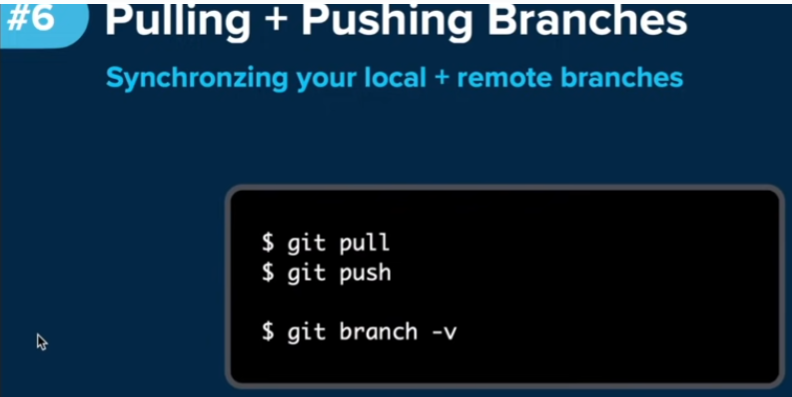 #6 Pulling + Pushing Branches
Synchronzing your local + remote branches
$ git pull
$ git push
$ git branch -v